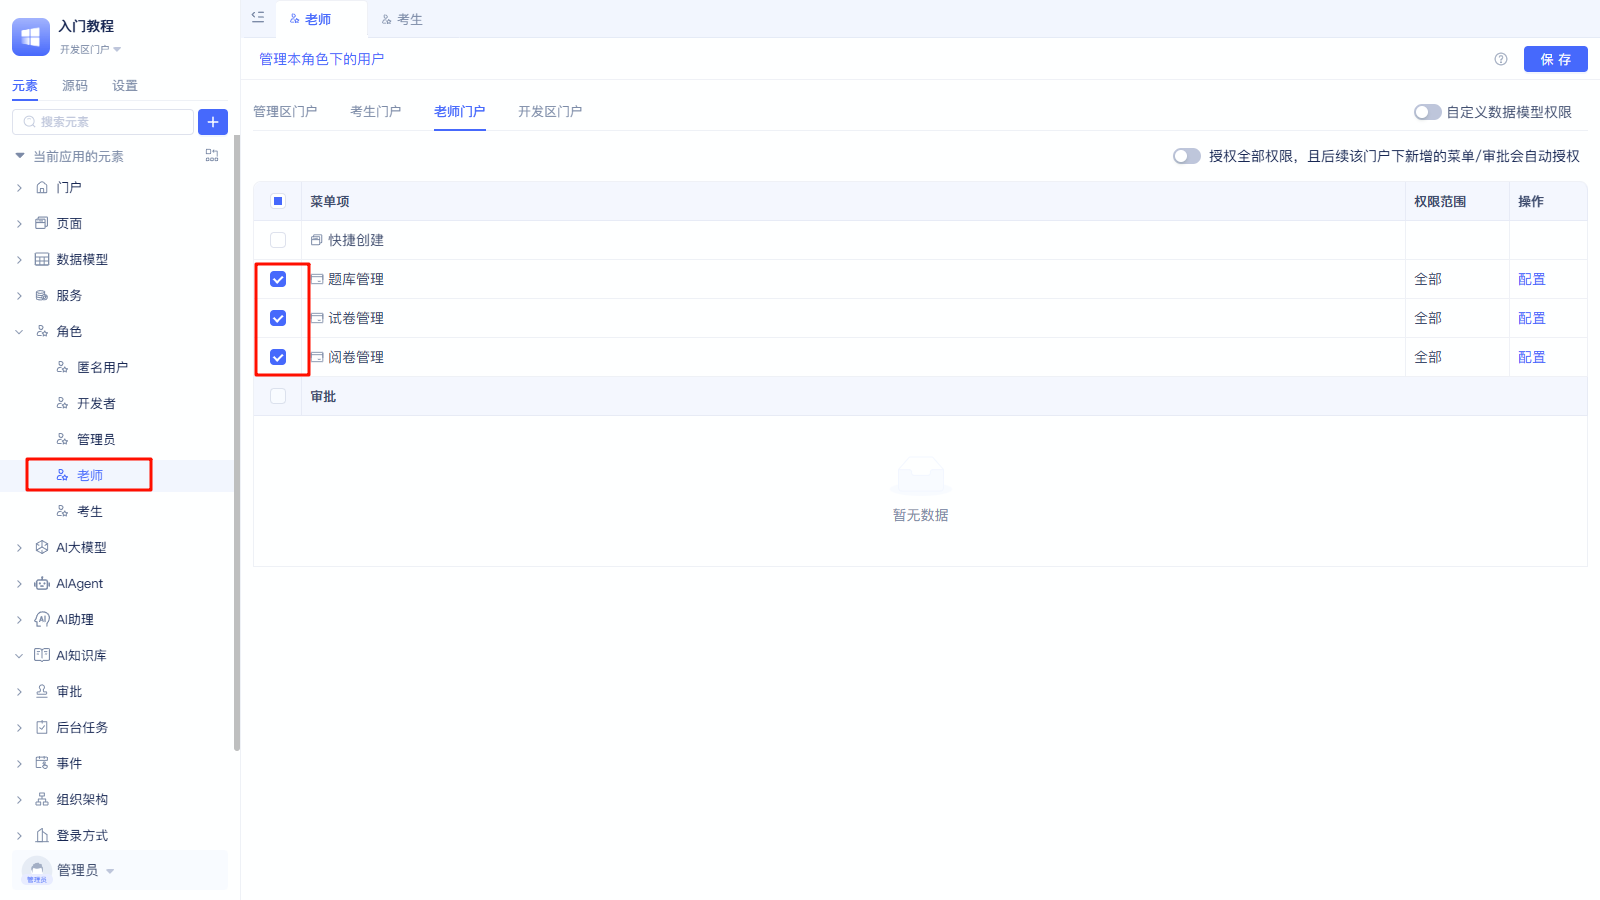 入门教程
开发区门户
元素
源码
设置
搜索元素
当前应用的元素
门户
页面
数据模型
服务
角色
匿名用户
开发者
管理员
老师
考生
AI大模型
AIAgent
AI助理
AI知识库
审批
后台任务
事件
组织架构
登录方式
管理员
管理员
老师
考生
管理本角色下的用户
保存
管理区门户
考生门户
老师门户
开发区门户
自定义数据模型权限
授权全部权限，且后续该门户下新增的菜单/审批会自动授权
菜单项
权限范围
操作
快捷创建
题库管理
全部
配置
试卷管理
全部
配置
阅卷管理
全部
配置
审批
暂无数据